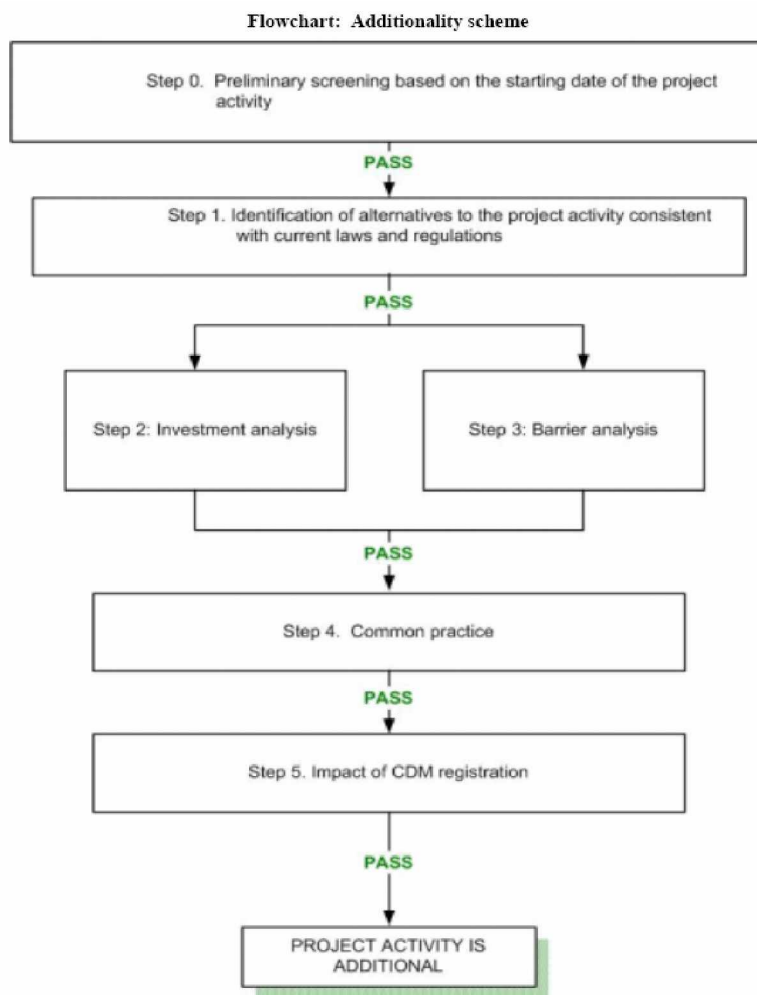 Flowchart: Additionality scheme
Step 0. Preliminary screening based on the starting date of the project
activity
PASS
Step 1. Identification of alternatives to the project activity consistent
with current laws and regulations
PASS
Step 2: Investment analysis
Step 3: Barrier analysis
PASS
Step 4. Common practice
PASS
Step 5. Impact of CDM registration
PASS
PROJECT ACTIVITY IS
ADDITIONAL